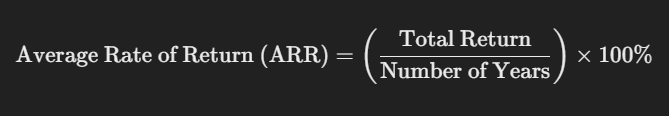 Average Rate of Return (ARR) = (Total Return / Number of Years) × 100%